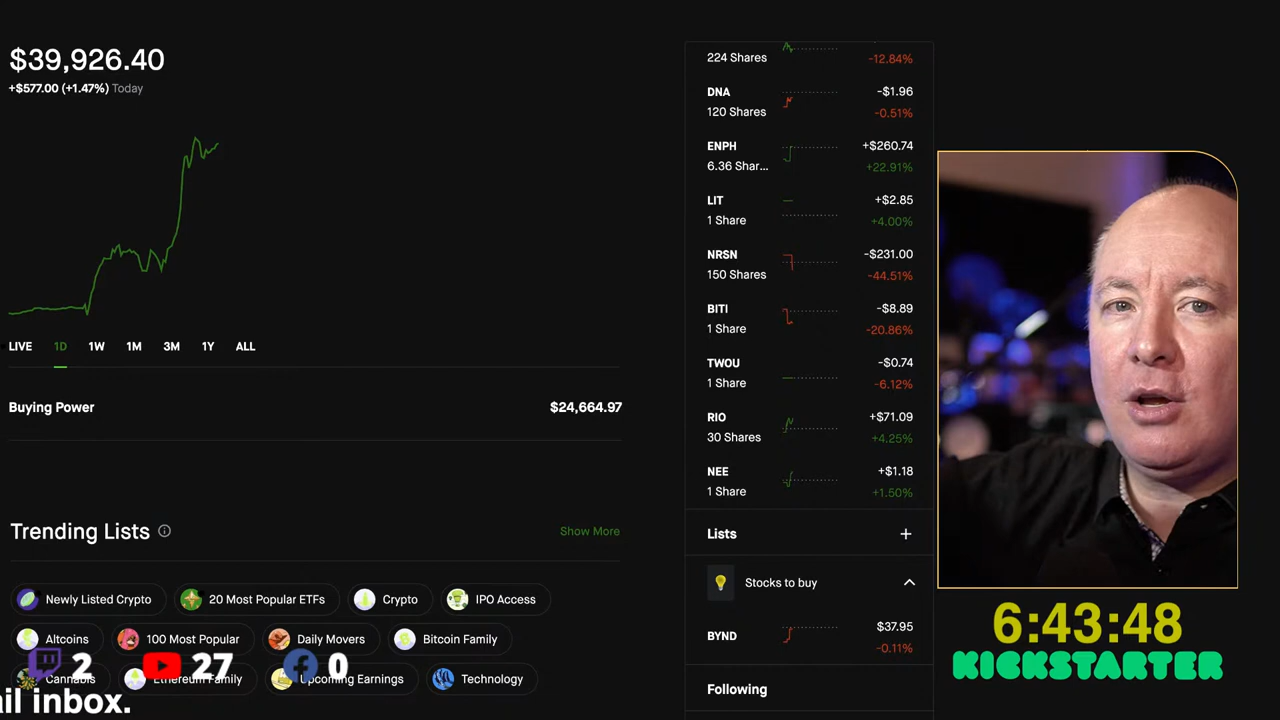 $39,926.40
+$577.00 (+1.47%) Today
LIVE 1D 1W 1M 3M 1Y ALL
Buying Power $24,664.97
Trending Lists Show More
Newly Listed Crypto 20 Most Popular ETFs Crypto IPO Access
Altcoins 100 Most Popular Daily Movers Bitcoin Family
Cannabis Ethereum Family Upcoming Earnings Technology
2 27 0
ail inbox.
224 Shares -12.84%
DNA -$1.96
120 Shares -0.51%
ENPH +$260.74
6.36 Shar... +22.91%
LIT +$2.85
1 Share +4.00%
NRSN -$231.00
150 Shares -44.51%
BITI -$8.89
1 Share -20.86%
TWOU -$0.74
1 Share -6.12%
RIO +$71.09
30 Shares +4.25%
NEE +$1.18
1 Share +1.50%
Lists +
Stocks to buy
BYND $37.95
-0.11%
Following
6:43:48
KICKSTARTER